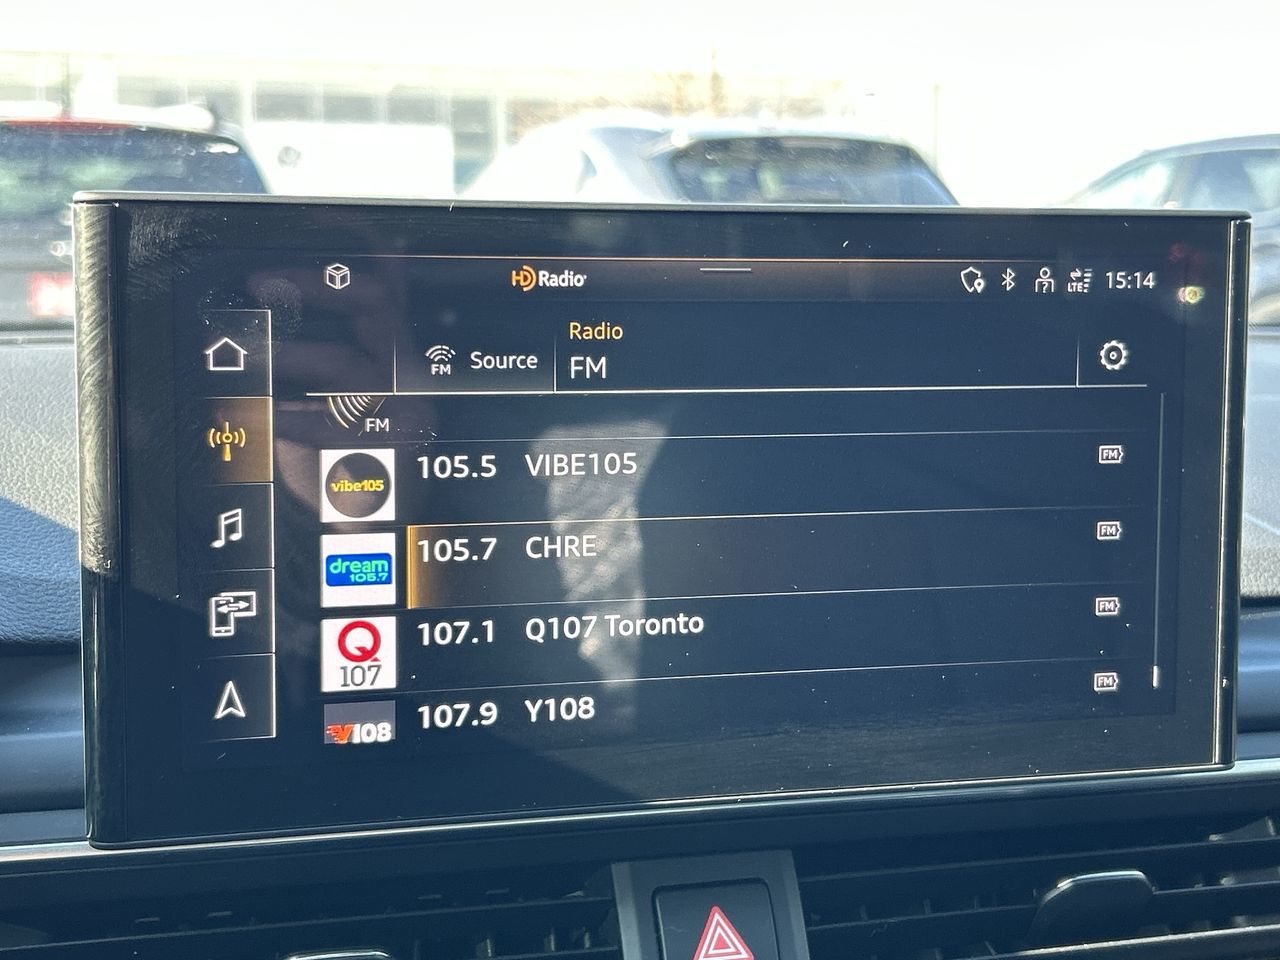 HD Radio
LTE 15:14
FM Source
Radio
FM
FM
vibe105
105.5 VIBE105 FM
dream
105.7
105.7 CHRE FM
Q
107
107.1 Q107 Toronto FM
Y108
107.9 Y108 FM